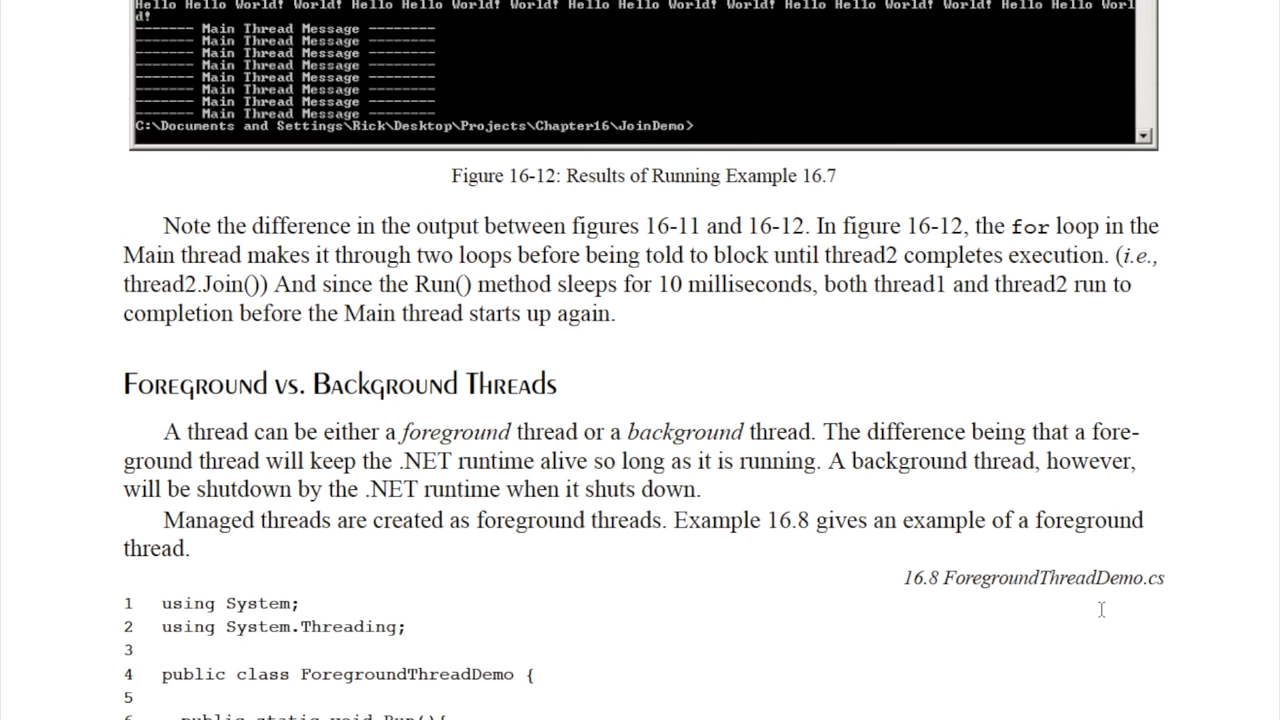 Hello Hello World! World! Hello Hello World! World! Hello Hello World! World! Hello Hello World! World! Hello Hello Worl
d!
------- Main Thread Message --------
------- Main Thread Message --------
------- Main Thread Message --------
------- Main Thread Message --------
------- Main Thread Message --------
------- Main Thread Message --------
------- Main Thread Message --------
------- Main Thread Message --------
C:\Documents and Settings\Rick\Desktop\Projects\Chapter16\JoinDemo>
Figure 16-12: Results of Running Example 16.7
Note the difference in the output between figures 16-11 and 16-12. In figure 16-12, the for loop in the
Main thread makes it through two loops before being told to block until thread2 completes execution. (i.e.,
thread2.Join()) And since the Run() method sleeps for 10 milliseconds, both thread1 and thread2 run to
completion before the Main thread starts up again.
Foreground vs. Background Threads
A thread can be either a foreground thread or a background thread. The difference being that a fore-
ground thread will keep the .NET runtime alive so long as it is running. A background thread, however,
will be shutdown by the .NET runtime when it shuts down.
Managed threads are created as foreground threads. Example 16.8 gives an example of a foreground
thread.
16.8 ForegroundThreadDemo.cs
1 using System;
2 using System.Threading;
3
4 public class ForegroundThreadDemo {
5
6 public static void Run(){